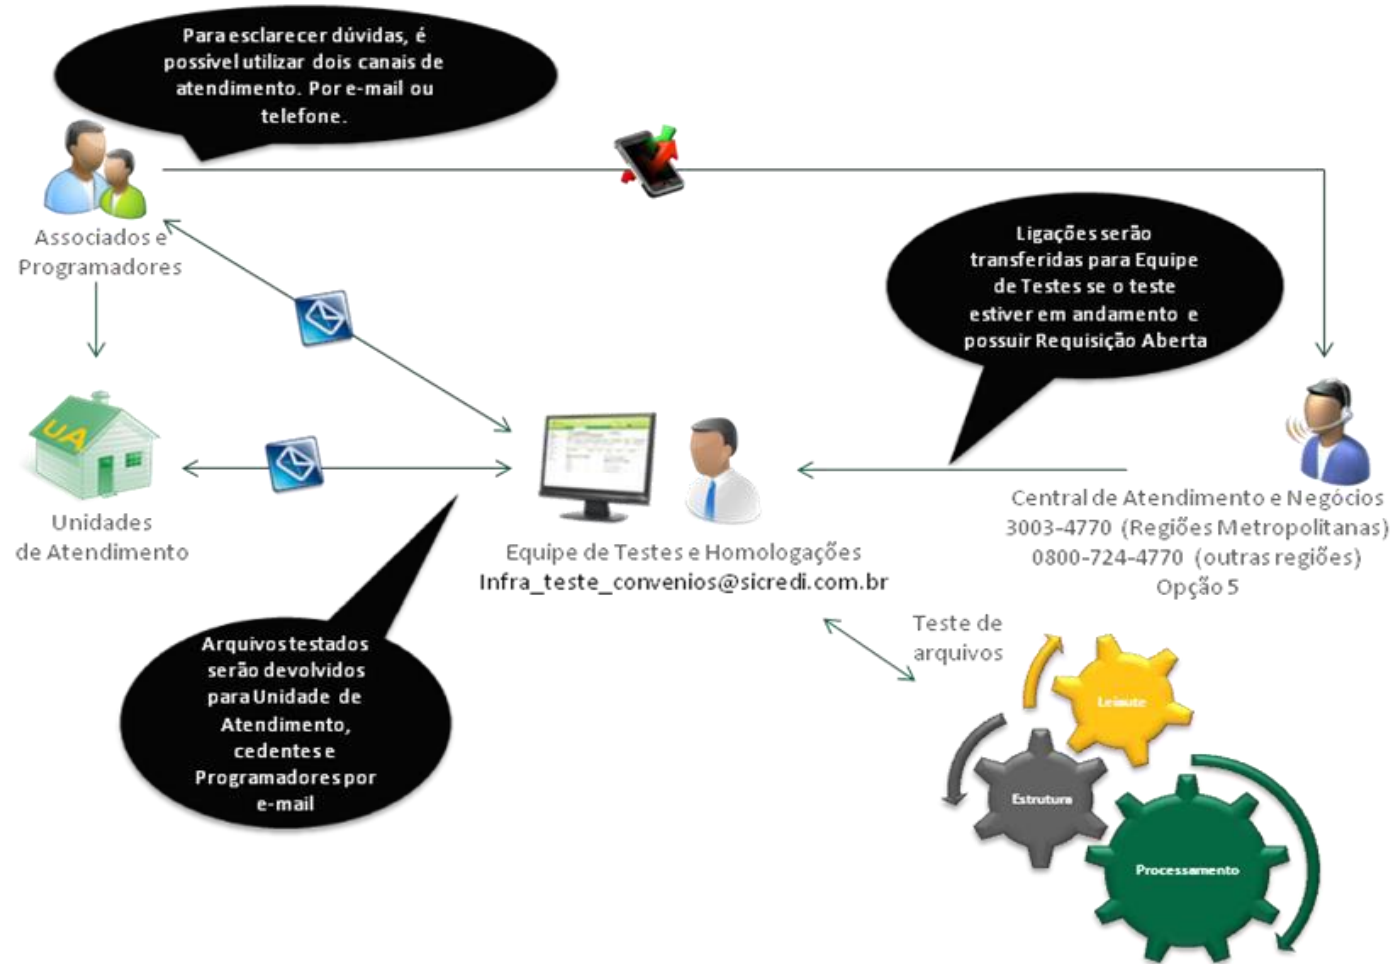 Para esclarecer dúvidas, é
possível utilizar dois canais de
atendimento. Por e-mail ou
telefone.
Associados e
Programadores
Ligações serão
transferidas para Equipe
de Testes se o teste
estiver em andamento e
possuir Requisição Aberta
UA
Unidades
de Atendimento
Equipe de Testes e Homologações
Infra_teste_convenios@sicredi.com.br
Central de Atendimento e Negócios
3003-4770 (Regiões Metropolitanas)
0800-724-4770 (outras regiões)
Opção 5
Arquivos testados
serão devolvidos
para Unidade de
Atendimento,
cedentes e
Programadores por
e-mail
Teste de
arquivos
Leiaute
Estrutura
Processamento